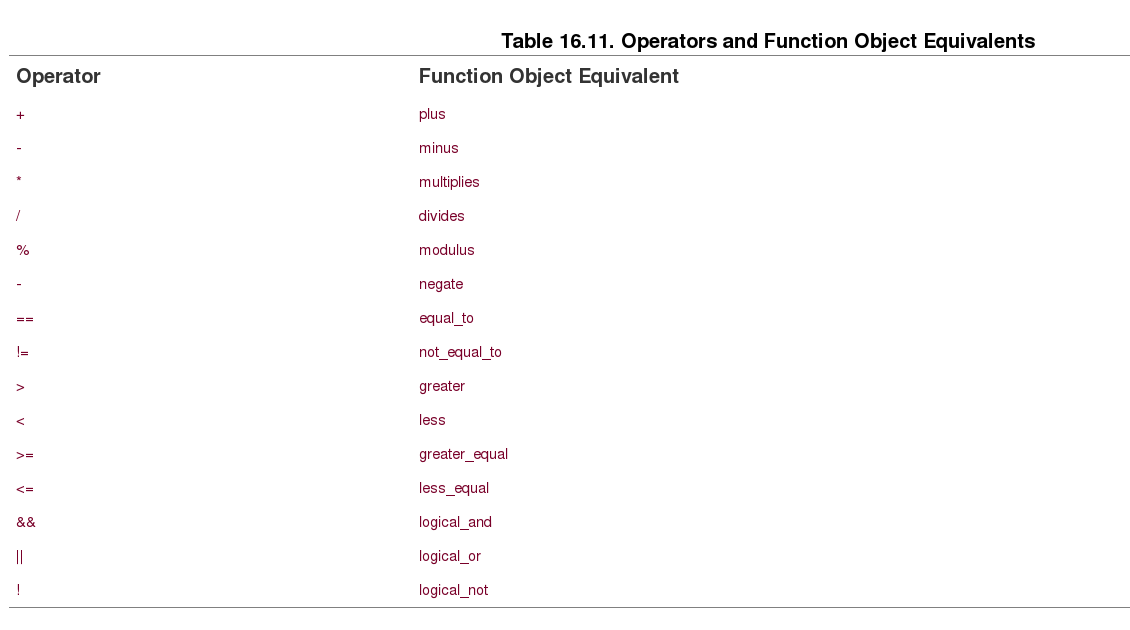 Table 16.11. Operators and Function Object Equivalents
Operator Function Object Equivalent
+ plus
- minus
* multiplies
/ divides
% modulus
- negate
== equal_to
!= not_equal_to
> greater
< less
>= greater_equal
<= less_equal
&& logical_and
|| logical_or
! logical_not